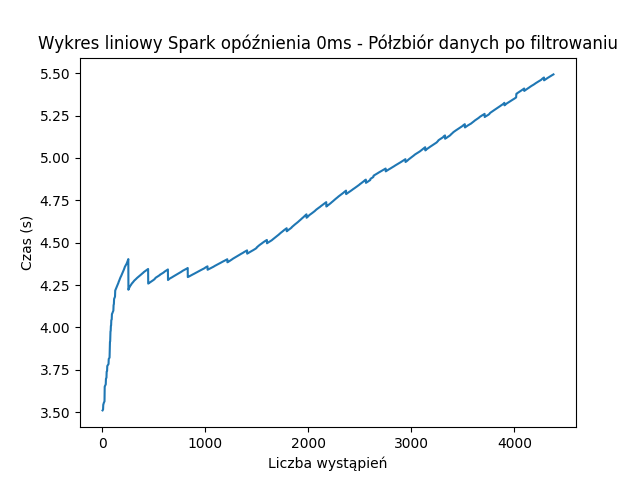 Wykres liniowy Spark opóźnienia 0ms - Półzbiór danych po filtrowaniu
5.50
5.25
5.00
4.75
4.50
4.25
4.00
3.75
3.50
Czas (s)
0 1000 2000 3000 4000
Liczba wystąpień